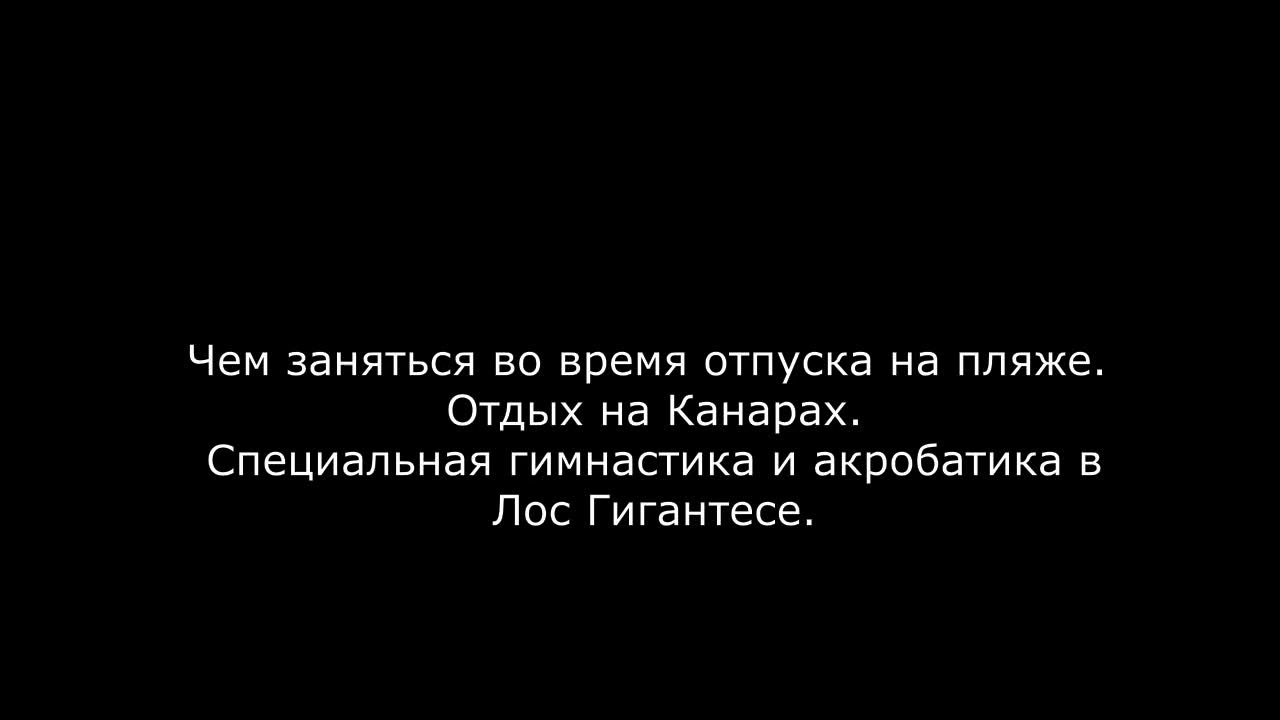 Чем заняться во время отпуска на пляже.
Отдых на Канарах.
Специальная гимнастика и акробатика в
Лос Гигантесе.